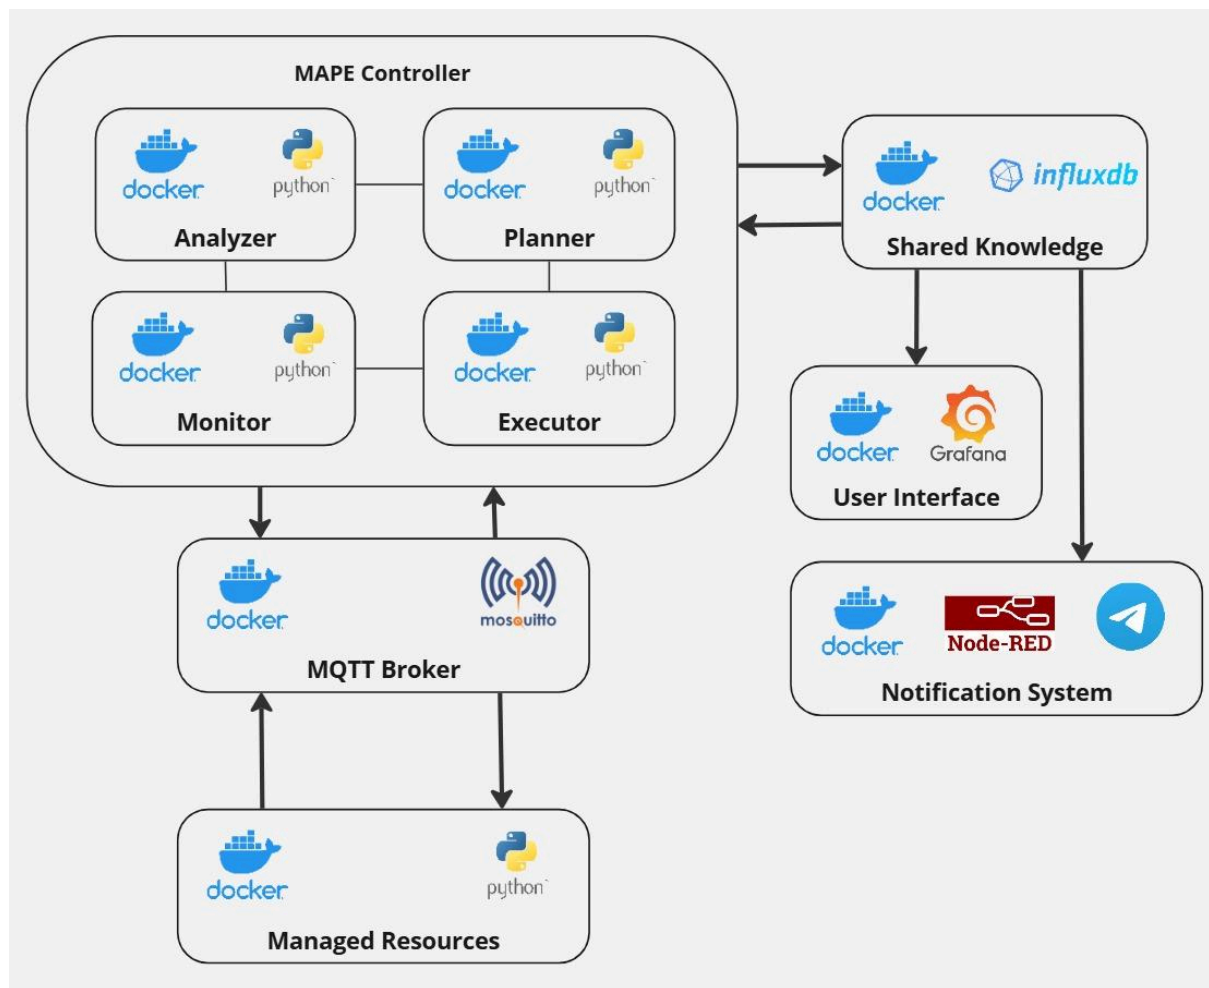 MAPE Controller
docker
python
Analyzer
docker
python
Planner
docker
influxdb
Shared Knowledge
docker
python
Monitor
docker
python
Executor
docker
Grafana
User Interface
docker
mosquitto
MQTT Broker
docker
Node-RED
Notification System
docker
python
Managed Resources